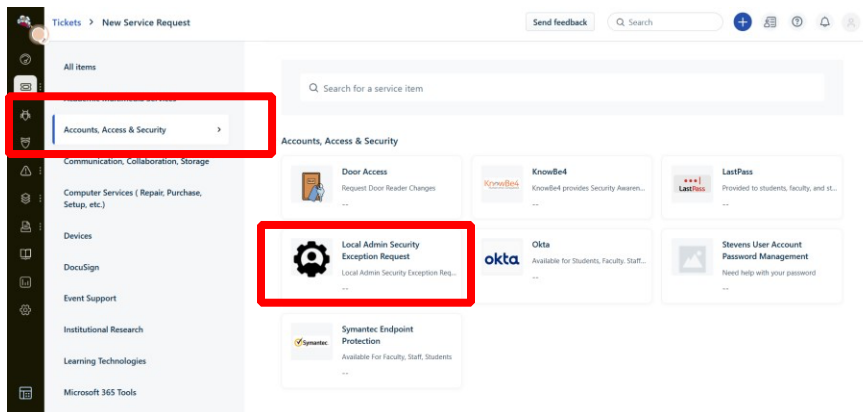 Tickets > New Service Request
Send feedback
Search
All items
Accounts, Access & Security >
Communication, Collaboration, Storage
Computer Services ( Repair, Purchase,
Setup, etc.)
Devices
DocuSign
Event Support
Institutional Research
Learning Technologies
Microsoft 365 Tools
Search for a service item
Accounts, Access & Security
Door Access
Request Door Reader Changes
--
KnowBe4
KnowBe4
KnowBe4 provides Security Awaren...
--
LastPass
LastPass
Provided to students, faculty, and st...
--
Local Admin Security
Exception Request
Local Admin Security Exception Req...
--
okta
Okta
Available for Students, Faculty. Staff...
--
Stevens User Account
Password Management
Need help with your password
--
Symantec.
Symantec Endpoint
Protection
Available For Faculty, Staff, Students
--